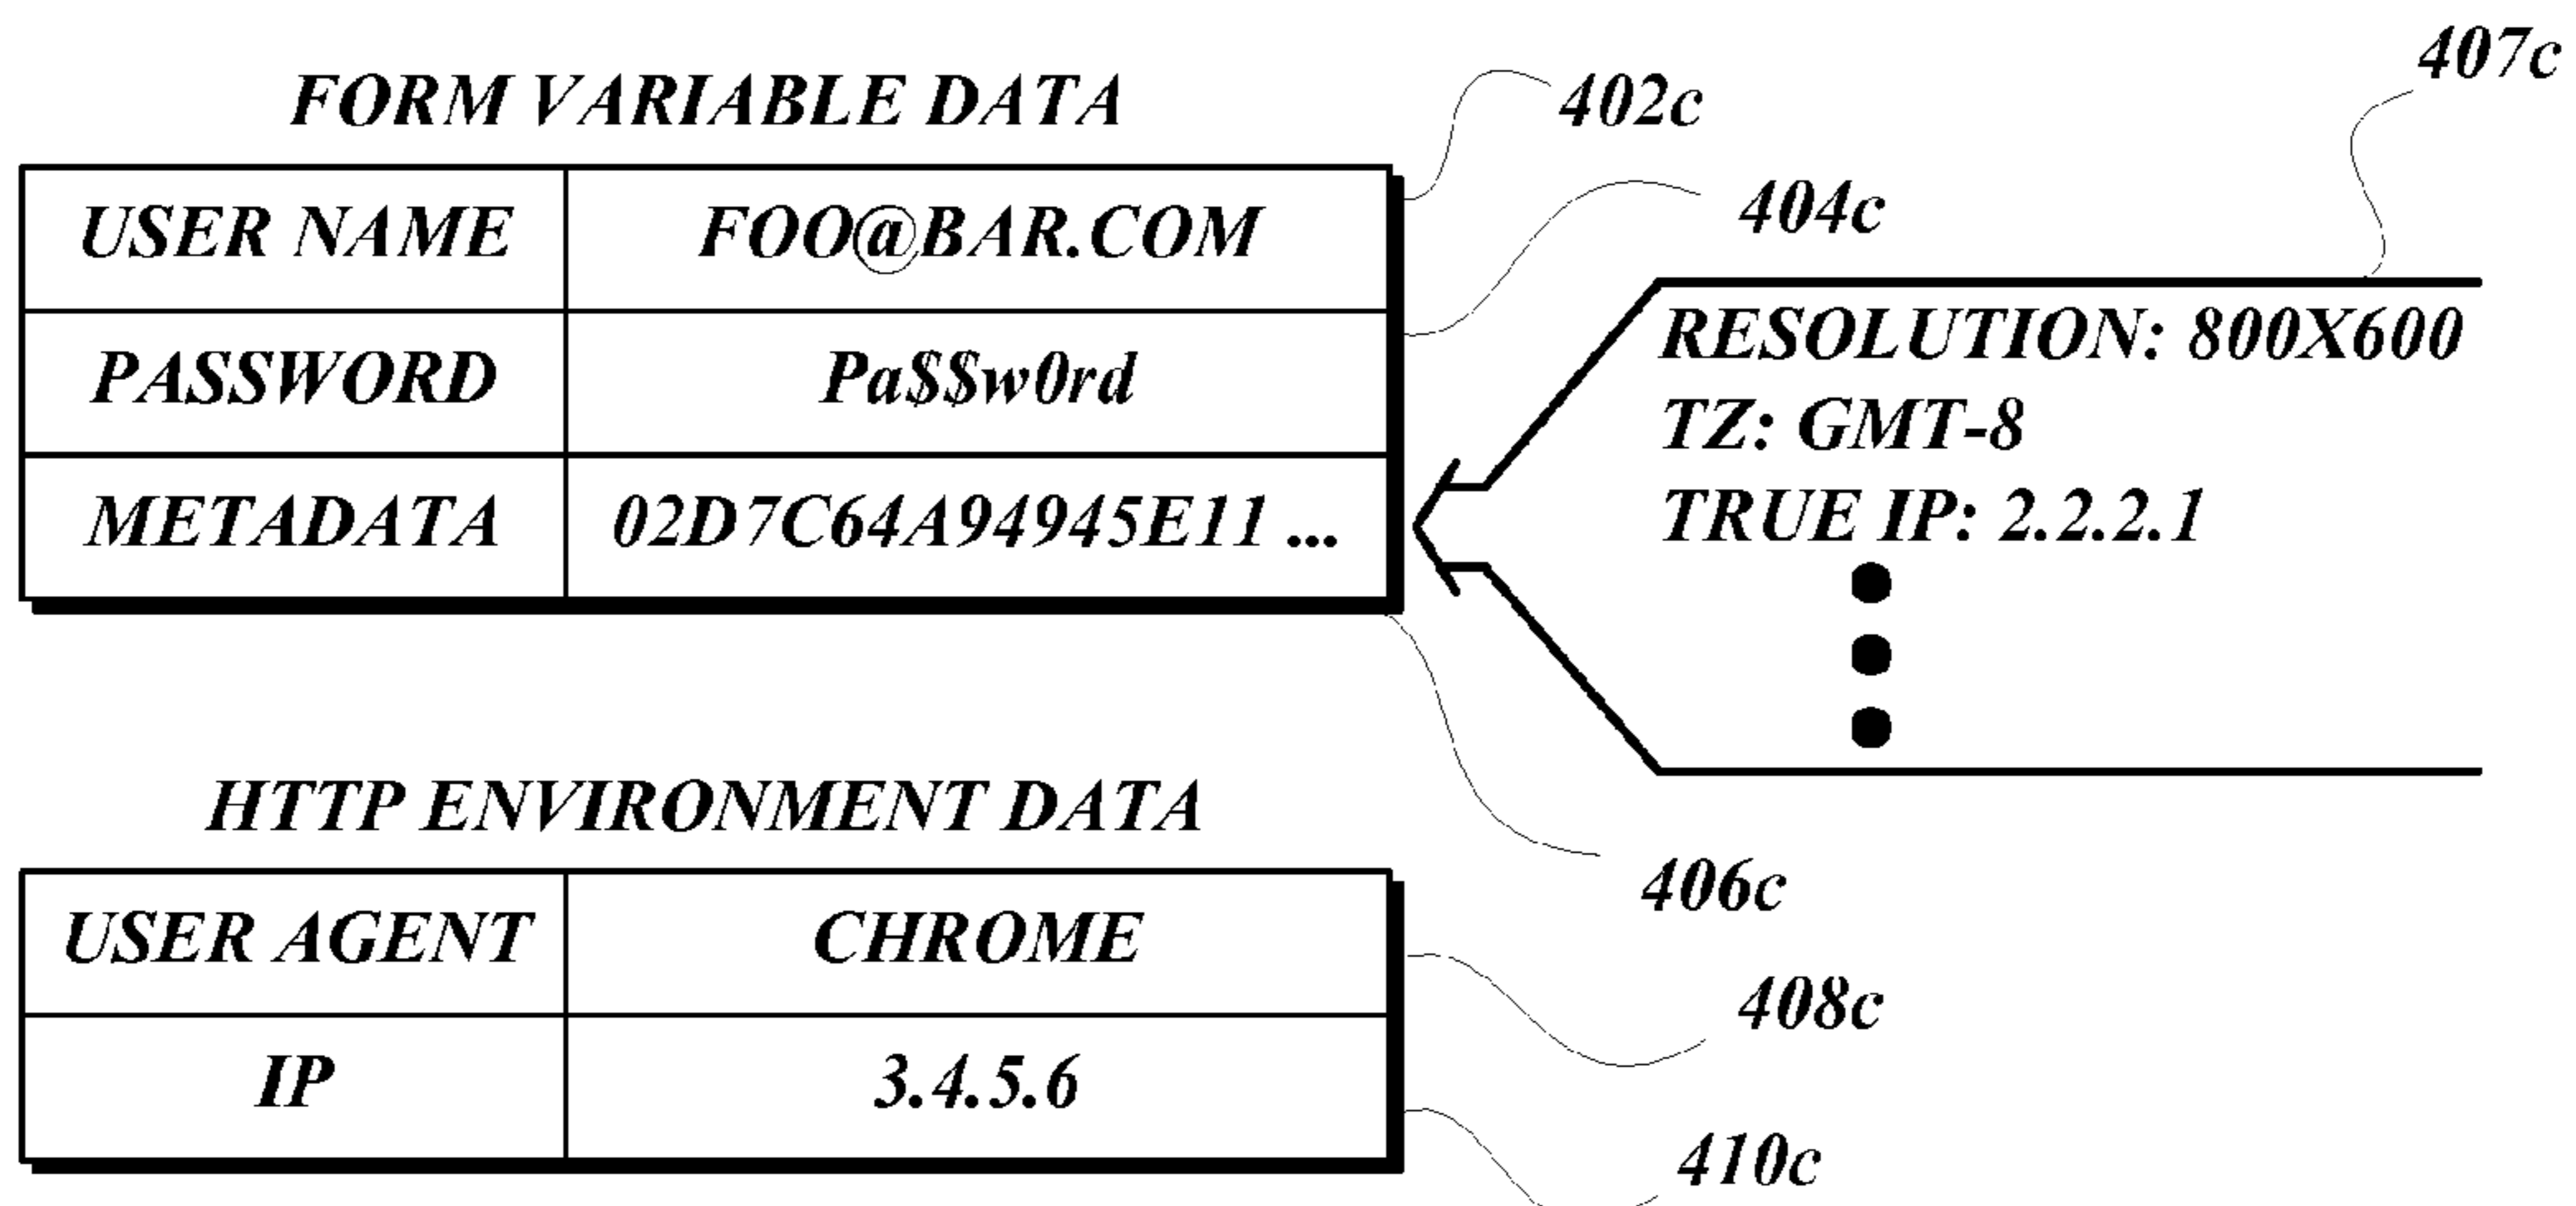 FORM VARIABLE DATA
402c
407c
USER NAME FOO@BAR.COM
404c
PASSWORD Pa$$w0rd
METADATA 02D7C64A94945E11 ...
RESOLUTION: 800X600
TZ: GMT-8
TRUE IP: 2.2.2.1
406c
HTTP ENVIRONMENT DATA
USER AGENT CHROME
408c
IP 3.4.5.6
410c